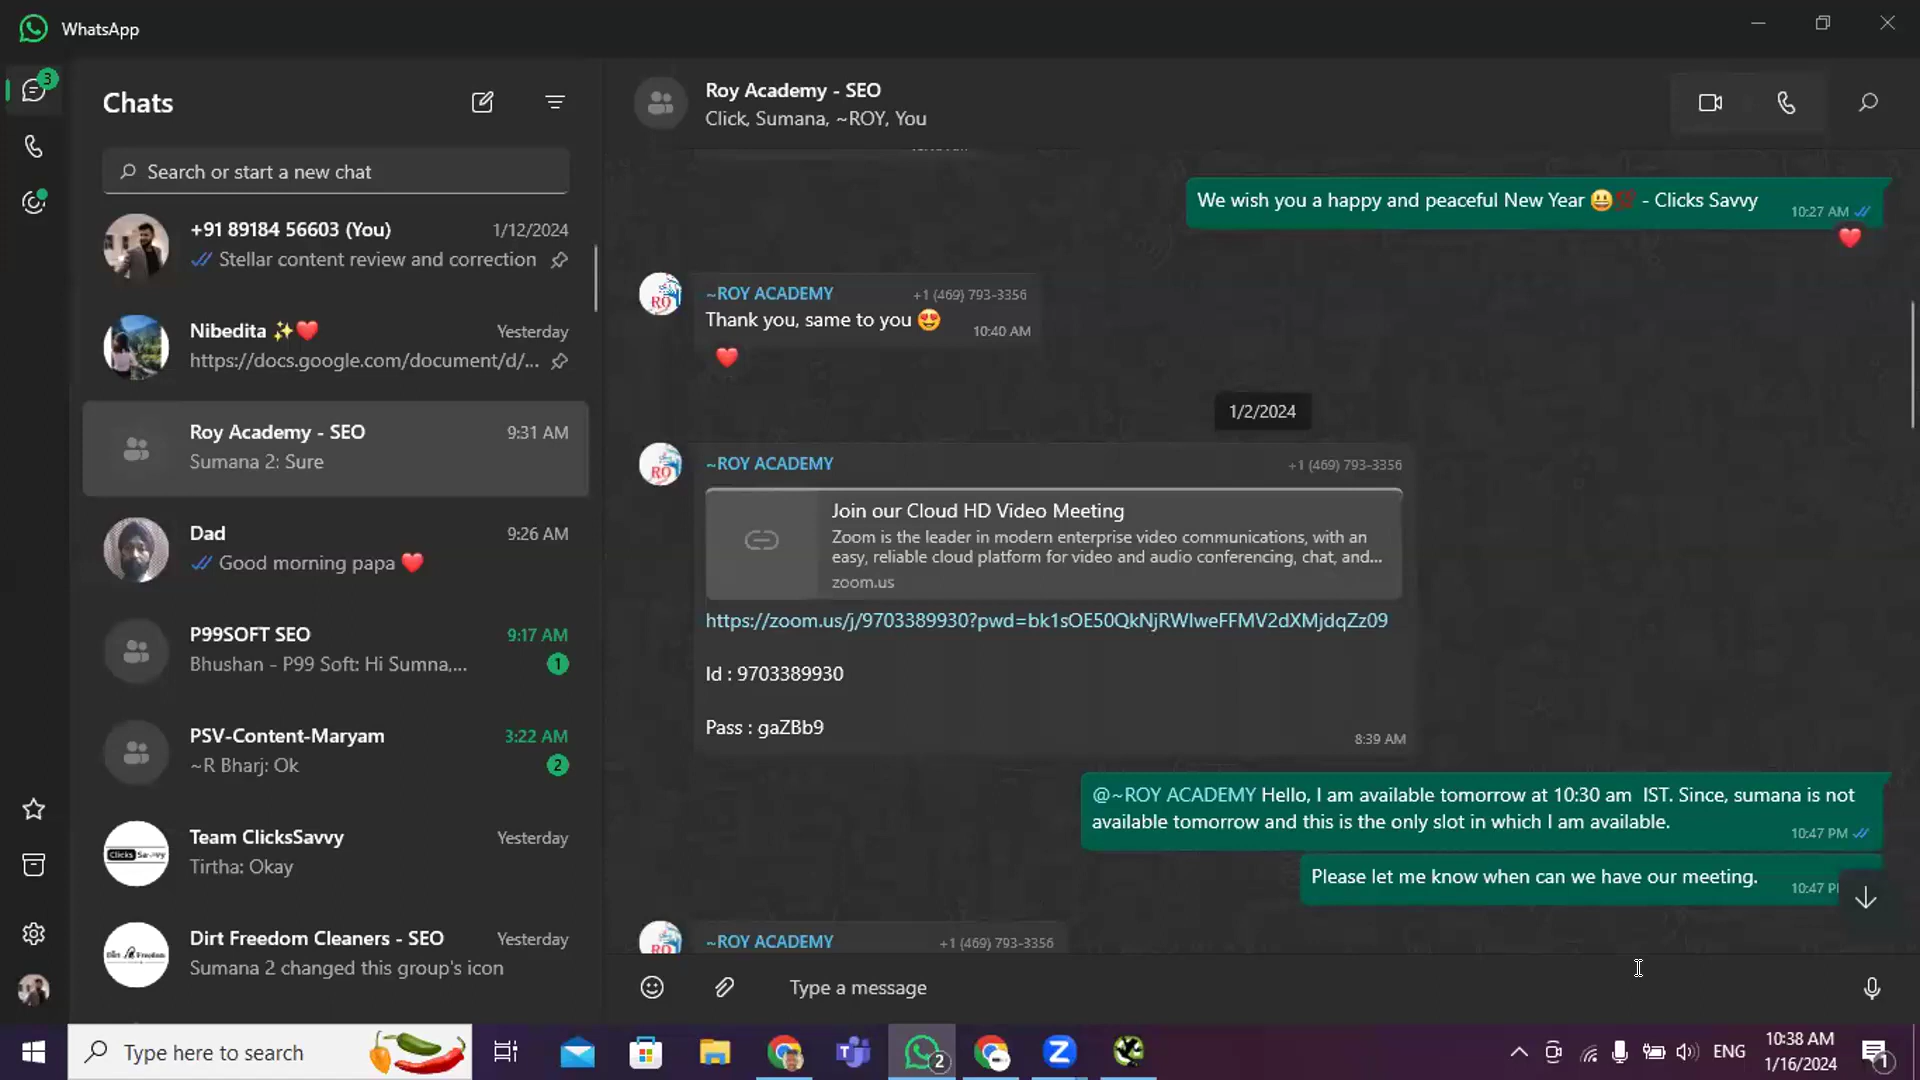 WhatsApp
3
Chats
Search or start a new chat
+91 89184 56603 (You)
1/12/2024
Stellar content review and correction
Nibedita ✨❤️
Yesterday
https://docs.google.com/document/d/...
Roy Academy - SEO
9:31 AM
Sumana 2: Sure
Dad
9:26 AM
Good morning papa ❤️
P99SOFT SEO
9:17 AM
Bhushan - P99 Soft: Hi Sumna,...
1
PSV-Content-Maryam
3:22 AM
~R Bharj: Ok
2
Team ClicksSavvy
Yesterday
Tirtha: Okay
Dirt Freedom Cleaners - SEO
Yesterday
Sumana 2 changed this group's icon
Roy Academy - SEO
Click, Sumana, ~ROY, You
We wish you a happy and peaceful New Year 😃💯 - Clicks Savvy
10:27 AM
❤️
~ROY ACADEMY
+1 (469) 793-3356
Thank you, same to you 😍
10:40 AM
❤️
1/2/2024
~ROY ACADEMY
+1 (469) 793-3356
Join our Cloud HD Video Meeting
Zoom is the leader in modern enterprise video communications, with an
easy, reliable cloud platform for video and audio conferencing, chat, and...
zoom.us
https://zoom.us/j/9703389930?pwd=bk1sOE50QkNjRWIweFFMV2dXMjdqZz09
Id : 9703389930
Pass : gaZBb9
8:39 AM
@~ROY ACADEMY Hello, I am available tomorrow at 10:30 am  IST. Since, sumana is not
available tomorrow and this is the only slot in which I am available.
10:47 PM
Please let me know when can we have our meeting.
10:47 P
~ROY ACADEMY
+1 (469) 793-3356
Type a message
Type here to search
2
ENG
10:38 AM
1/16/2024
1